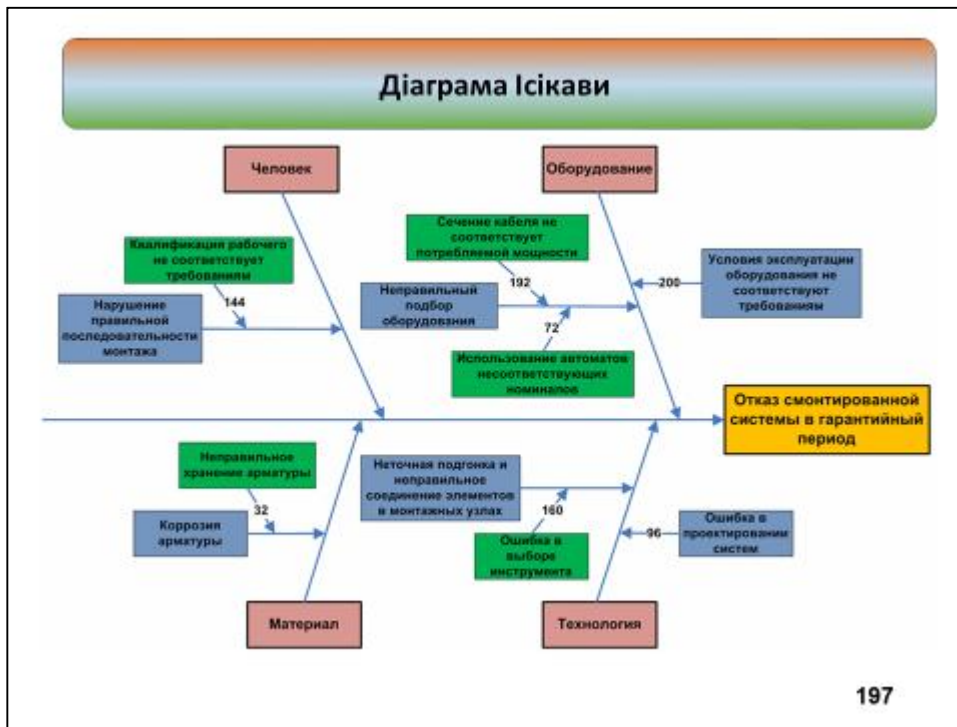 Діаграма Ісікави
Человек
Оборудование
Квалификация рабочего
не соответствует
требованиям
144
Нарушение
правильной
последовательности
монтажа
Сечение кабеля не
соответствует
потребляемой мощности
192
Неправильный
подбор
оборудования
72
Использование автоматов
несоответствующих
номиналов
200
Условия эксплуатации
оборудования не
соответствуют
требованиям
Отказ смонтированной
системы в гарантийный
период
Неправильное
хранение арматуры
32
Коррозия
арматуры
Неточная подгонка и
неправильное
соединение элементов
в монтажных узлах
160
Ошибка в
выборе
инструмента
96
Ошибка в
проектировании
систем
Материал
Технология
197